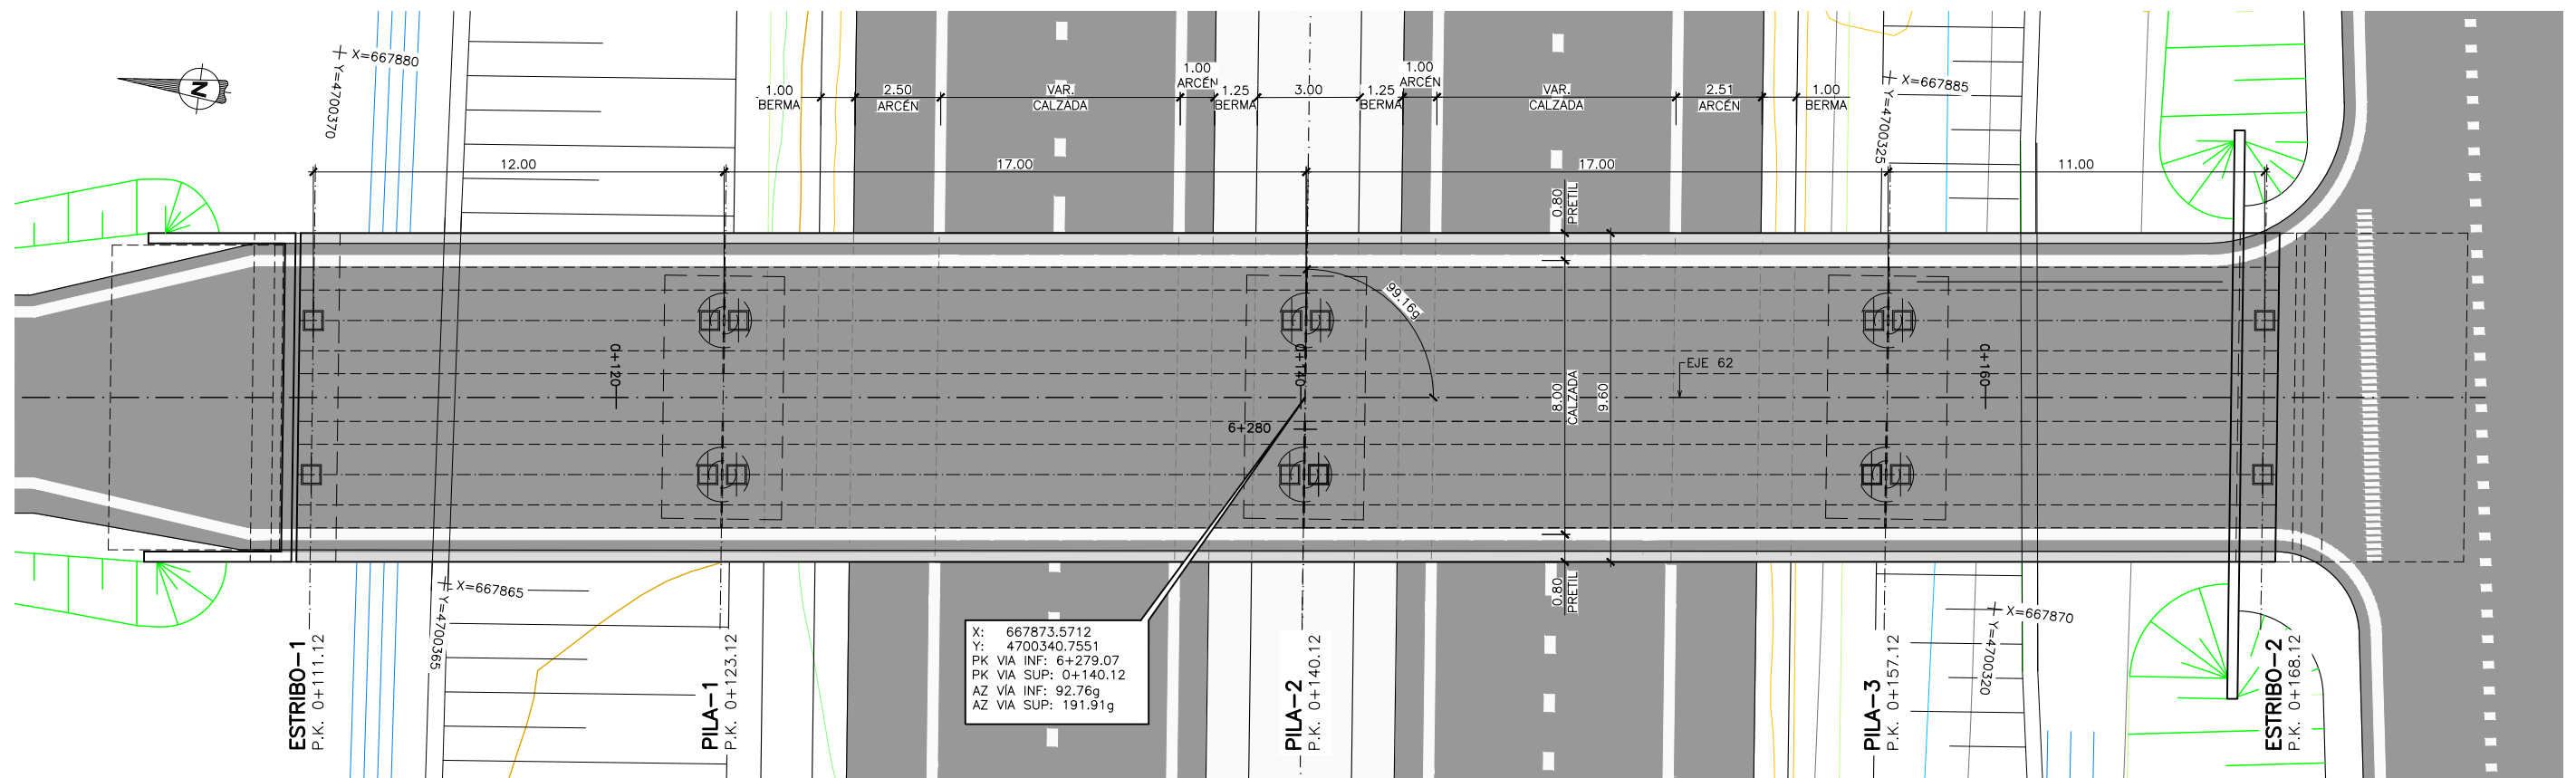 N
X=667880
Y=4700370
1.00
BERMA
2.50
ARCÉN
VAR.
CALZADA
1.00
ARCÉN
1.25
BERMA
3.00
1.25
BERMA
1.00
ARCÉN
VAR.
CALZADA
2.51
ARCÉN
1.00
BERMA
X=667885
Y=4700325
12.00
17.00
17.00
11.00
0.80
PRETIL
99.16g
0+120
0+140
0+160
EJE 62
8.00
CALZADA
9.60
6+280
0.80
PRETIL
X=667865
Y=4700365
X=667870
Y=4700320
X: 667873.5712
Y: 4700340.7551
PK VIA INF: 6+279.07
PK VIA SUP: 0+140.12
AZ VÍA INF: 92.76g
AZ VIA SUP: 191.91g
ESTRIBO-1
P.K. 0+111.12
PILA-1
P.K. 0+123.12
PILA-2
P.K. 0+140.12
PILA-3
P.K. 0+157.12
ESTRIBO-2
P.K. 0+168.12